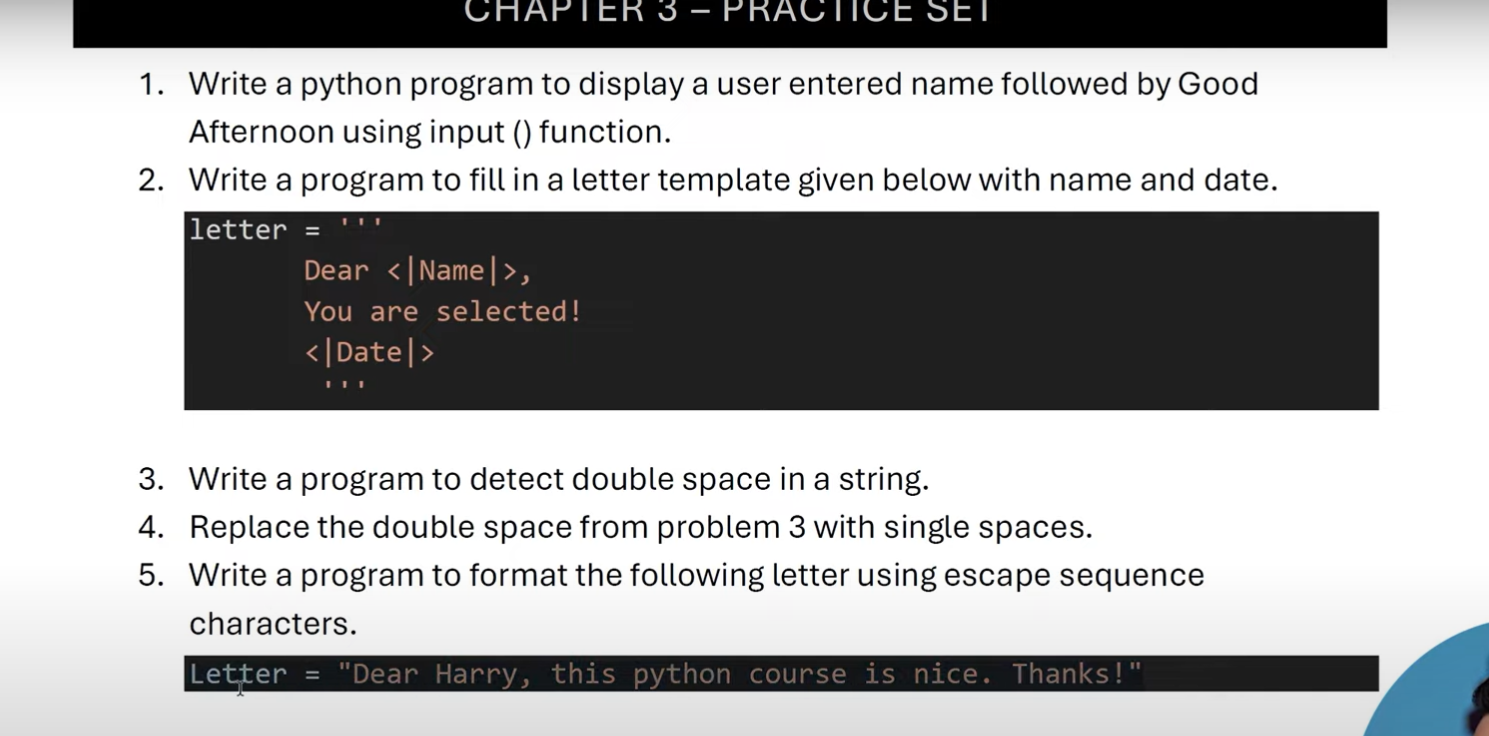 CHAPTER 3 – PRACTICE SET
1. Write a python program to display a user entered name followed by Good
Afternoon using input () function.
2. Write a program to fill in a letter template given below with name and date.
letter = '''
Dear <|Name|>,
You are selected!
<|Date|>
'''
3. Write a program to detect double space in a string.
4. Replace the double space from problem 3 with single spaces.
5. Write a program to format the following letter using escape sequence
characters.
Letter = "Dear Harry, this python course is nice. Thanks!"